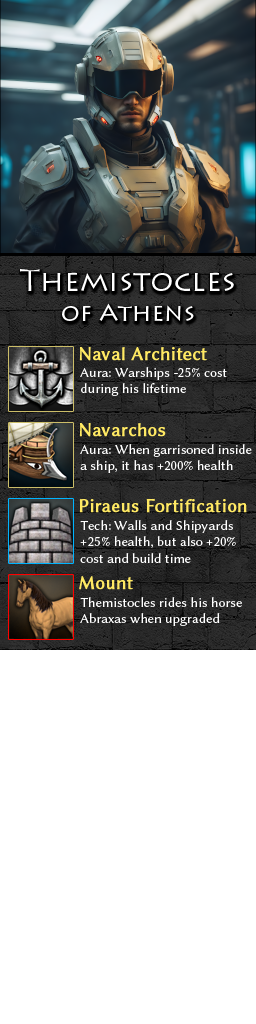 Themistocles
of Athens
Naval Architect
Aura: Warships -25% cost
during his lifetime
Navarchos
Aura: When garrisoned inside
a ship, it has +200% health
Piraeus Fortification
Tech: Walls and Shipyards
+25% health, but also +20%
cost and build time
Mount
Themistocles rides his horse
Abraxas when upgraded